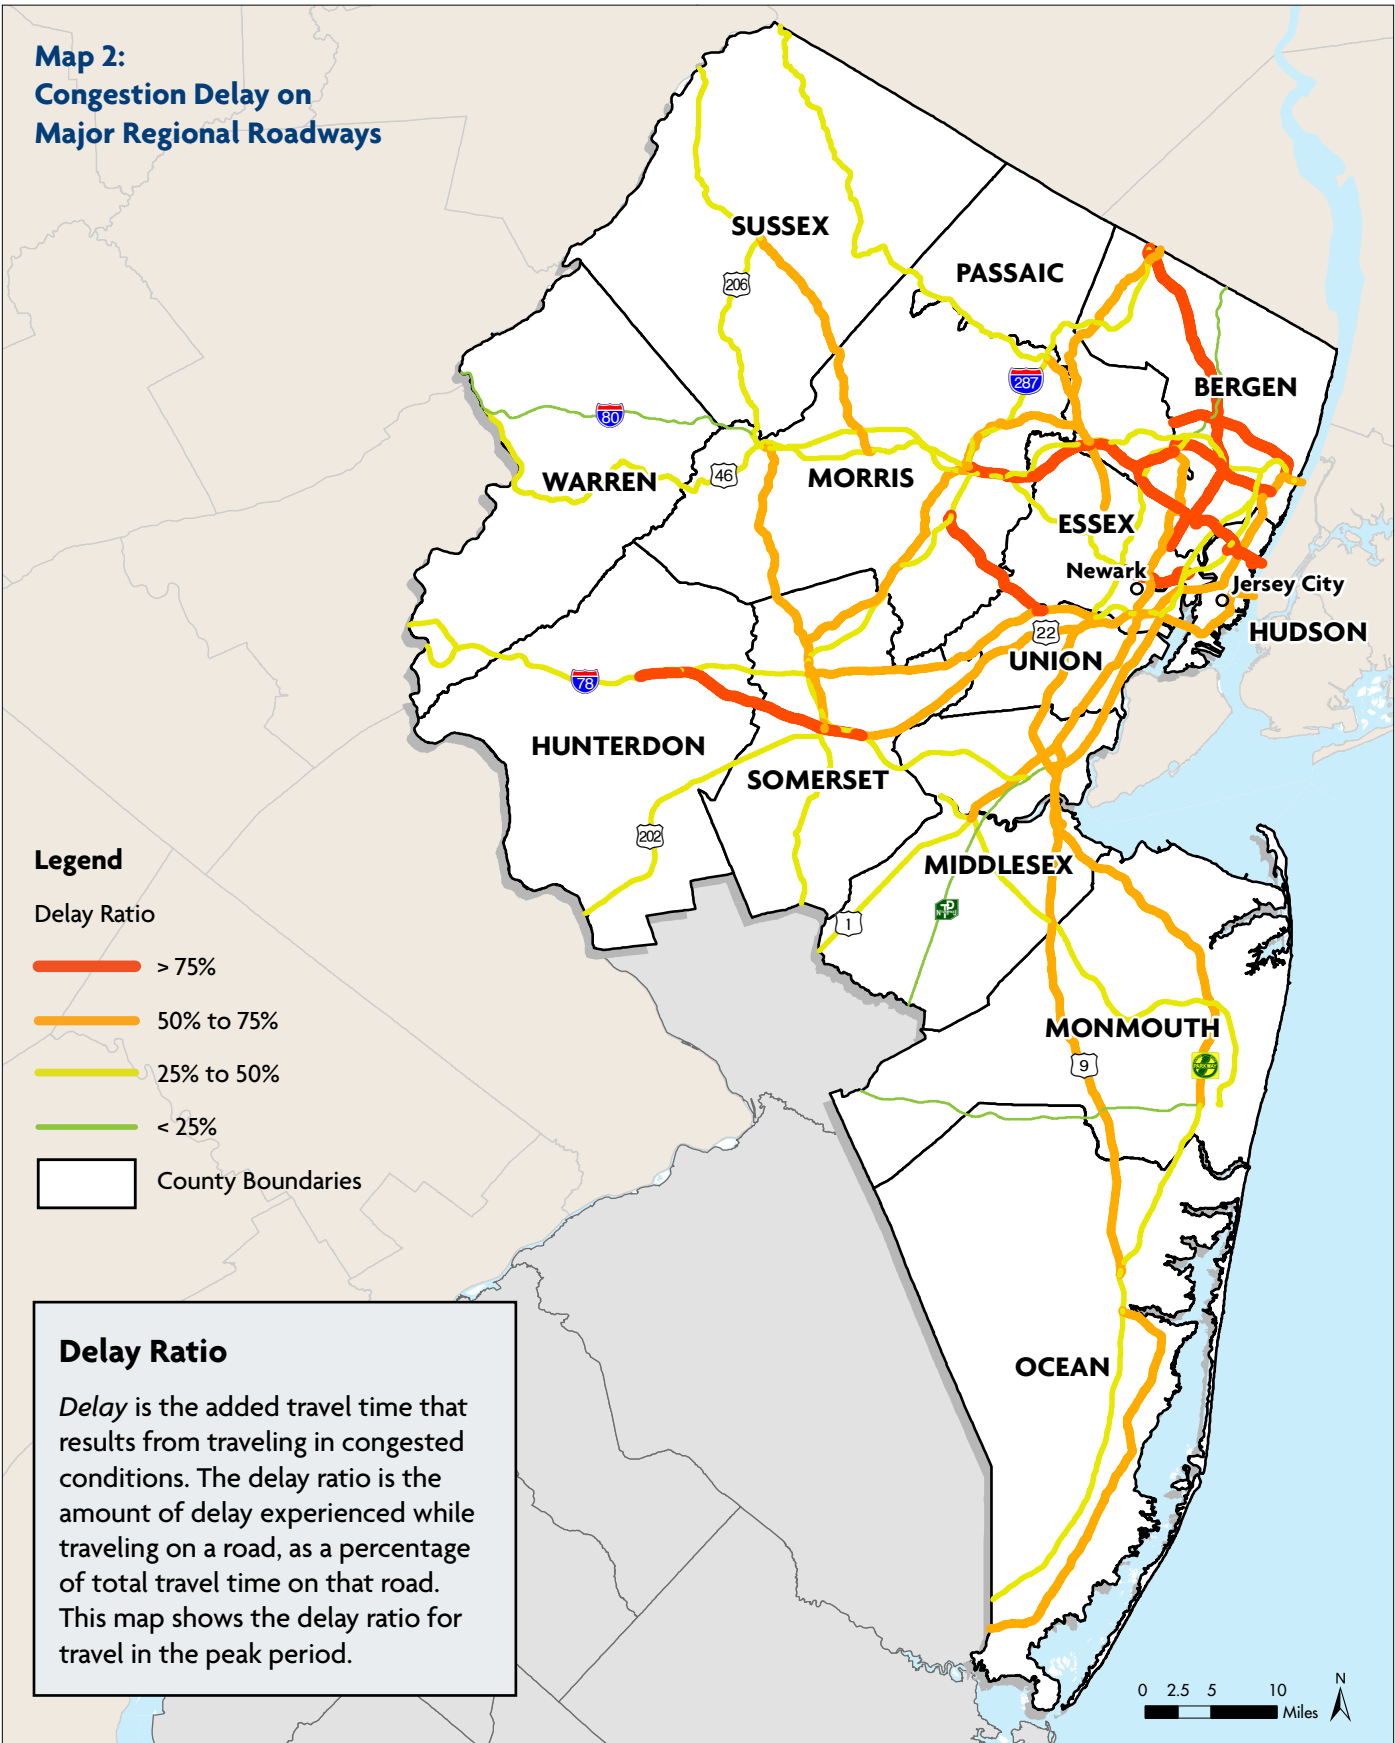 Map 2:
Congestion Delay on
Major Regional Roadways
SUSSEX
PASSAIC
206
287
BERGEN
80
WARREN
46
MORRIS
ESSEX
Newark
Jersey City
22
HUDSON
UNION
78
HUNTERDON
SOMERSET
202
MIDDLESEX
1
MONMOUTH
9
PARKWAY
OCEAN
Legend
Delay Ratio
> 75%
50% to 75%
25% to 50%
< 25%
County Boundaries
Delay Ratio
Delay is the added travel time that
results from traveling in congested
conditions. The delay ratio is the
amount of delay experienced while
traveling on a road, as a percentage
of total travel time on that road.
This map shows the delay ratio for
travel in the peak period.
N
0 2.5 5 10
Miles